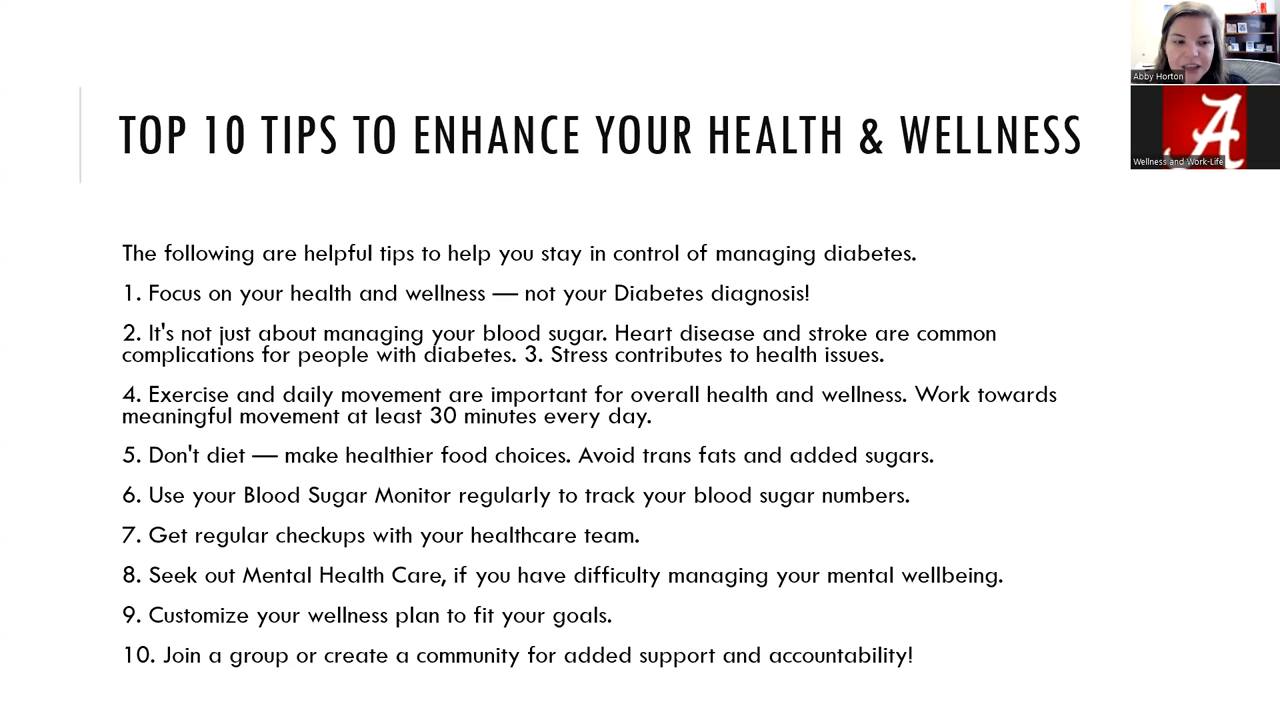 TOP 10 TIPS TO ENHANCE YOUR HEALTH & WELLNESS
Abby Horton
A
Wellness and Work-Life
The following are helpful tips to help you stay in control of managing diabetes.
1. Focus on your health and wellness — not your Diabetes diagnosis!
2. It's not just about managing your blood sugar. Heart disease and stroke are common
complications for people with diabetes. 3. Stress contributes to health issues.
4. Exercise and daily movement are important for overall health and wellness. Work towards
meaningful movement at least 30 minutes every day.
5. Don't diet — make healthier food choices. Avoid trans fats and added sugars.
6. Use your Blood Sugar Monitor regularly to track your blood sugar numbers.
7. Get regular checkups with your healthcare team.
8. Seek out Mental Health Care, if you have difficulty managing your mental wellbeing.
9. Customize your wellness plan to fit your goals.
10. Join a group or create a community for added support and accountability!